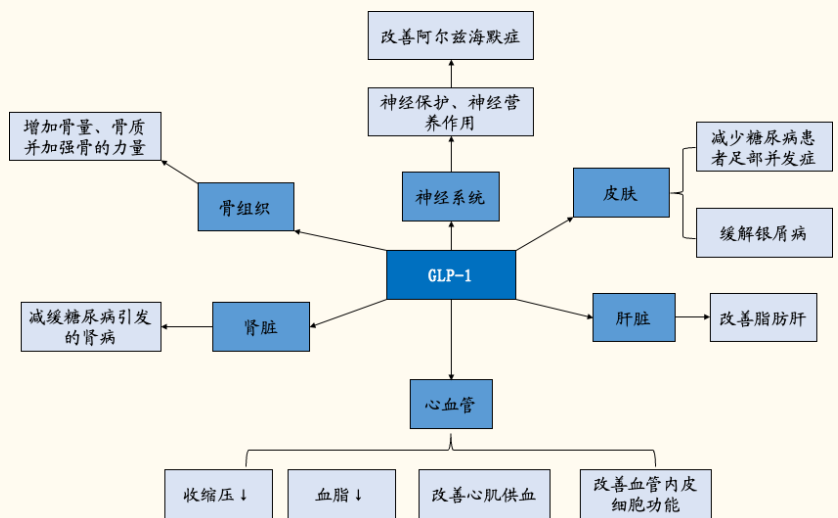 改善阿尔兹海默症
神经保护、神经营
养作用
增加骨量、骨质
并加强骨的力量
减少糖尿病患
者足部并发症
骨组织
神经系统
皮肤
缓解银屑病
GLP-1
减缓糖尿病引发
的肾病
肾脏
肝脏
改善脂肪肝
心血管
收缩压↓
血脂↓
改善心肌供血
改善血管内皮
细胞功能